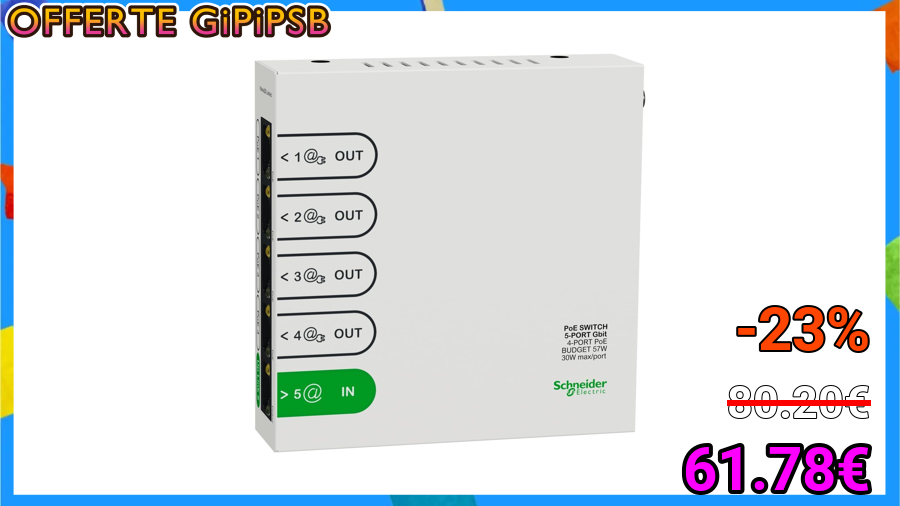 OFFERTE GiPiPSB
< 1 @ OUT
< 2 @ OUT
< 3 @ OUT
< 4 @ OUT
> 5 @ IN
PoE SWITCH
5-PORT Gbit
4-PORT PoE
BUDGET 57W
30W max/port
Schneider
Electric
-23%
80.20€
61.78€